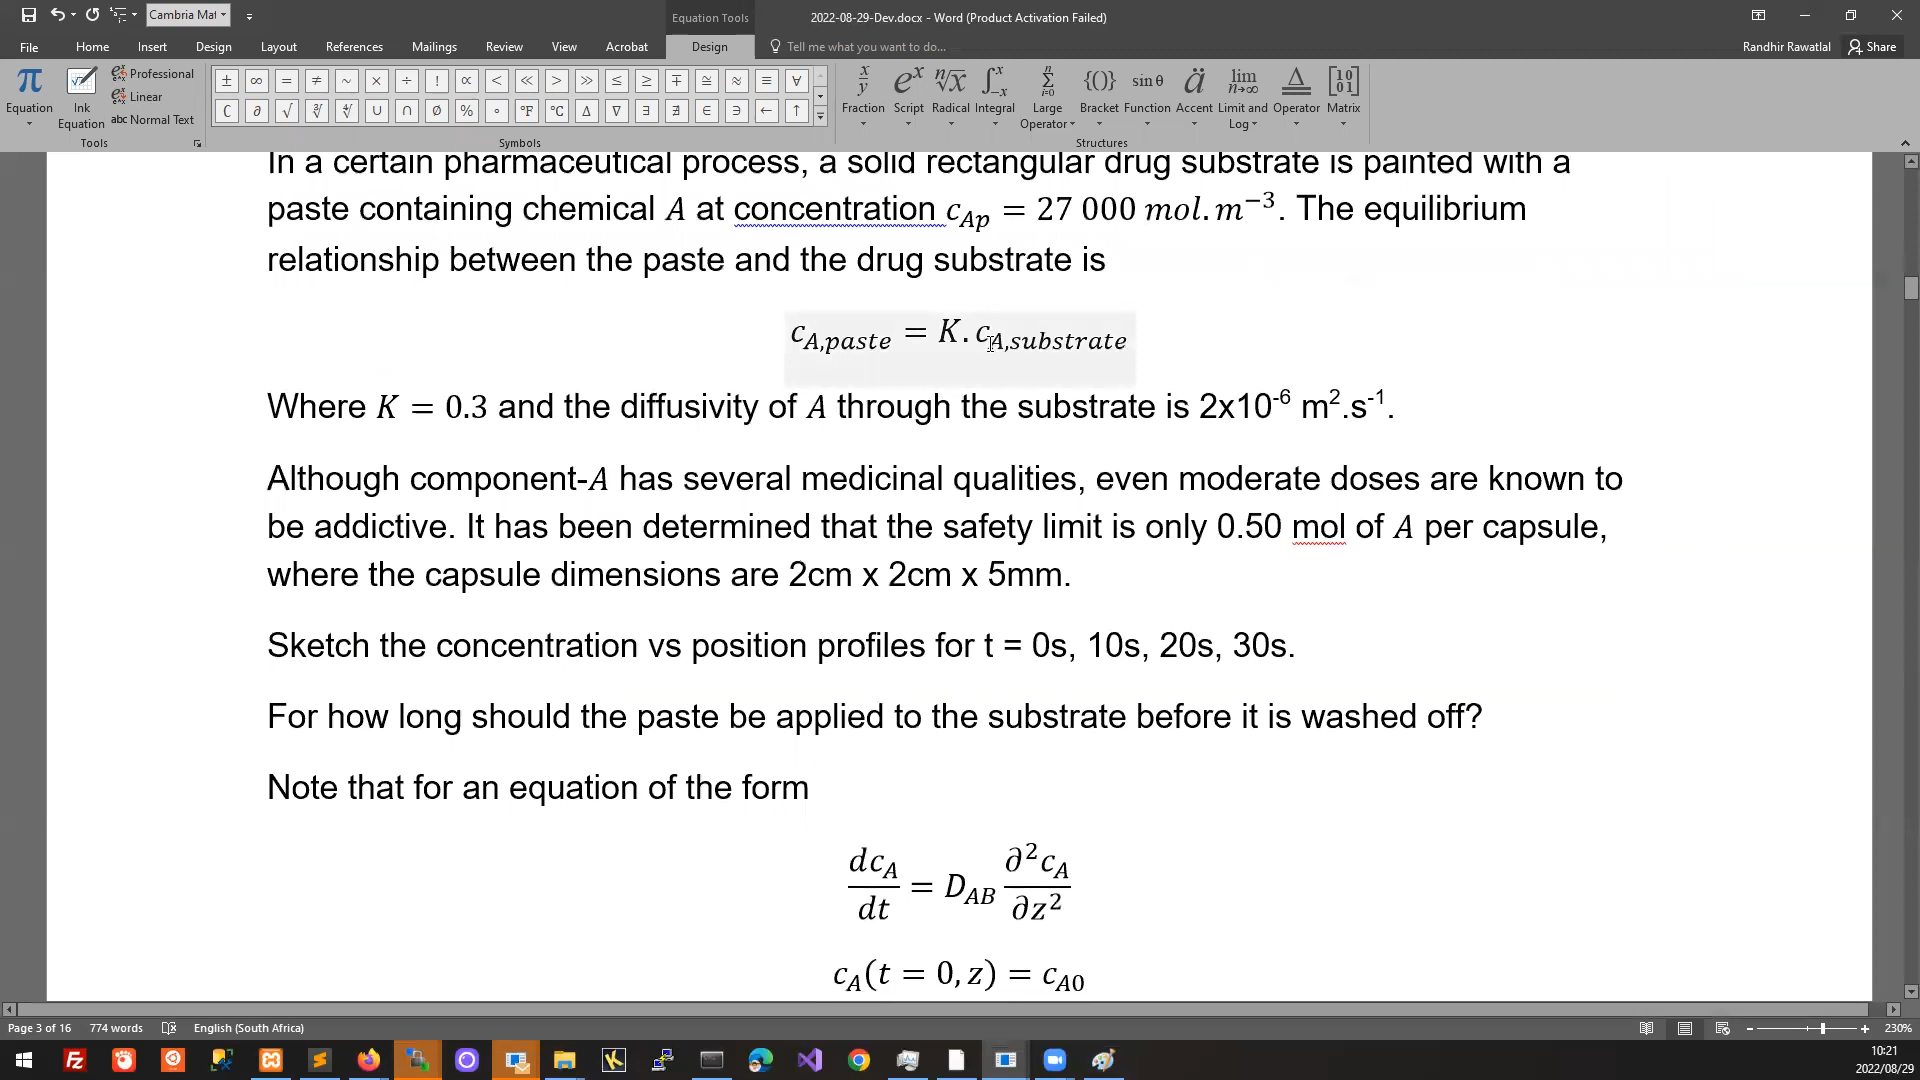 Cambria Mat
Equation Tools
2022-08-29-Dev.docx - Word (Product Activation Failed)
File Home Insert Design Layout References Mailings Review View Acrobat Design Tell me what you want to do... Randhir Rawatlal Share
Equation
Ink Equation
Professional
Linear
abc Normal Text
Tools
± ∞ = ≠ ~ × ÷ ! ∝ < ≪ > ≫ ≤ ≥ ∓ ≅ ≈ ≡ ∀
∁ ∂ √ ∛ ∜ ∪ ∩ ∅ % ° °F °C ∆ ∇ ∃ ∄ ∈ ∋ ← ↑
Symbols
Fraction Script Radical Integral Large Operator Bracket Function Accent Limit and Log Operator Matrix
Structures
In a certain pharmaceutical process, a solid rectangular drug substrate is painted with a
paste containing chemical A at concentration c_Ap = 27 000 mol.m⁻³. The equilibrium
relationship between the paste and the drug substrate is
c_A,paste = K.c_A,substrate
Where K = 0.3 and the diffusivity of A through the substrate is 2x10⁻⁶ m².s⁻¹.
Although component-A has several medicinal qualities, even moderate doses are known to
be addictive. It has been determined that the safety limit is only 0.50 mol of A per capsule,
where the capsule dimensions are 2cm x 2cm x 5mm.
Sketch the concentration vs position profiles for t = 0s, 10s, 20s, 30s.
For how long should the paste be applied to the substrate before it is washed off?
Note that for an equation of the form
dc_A/dt = D_AB ∂²c_A/∂z²
c_A(t = 0, z) = c_A0
Page 3 of 16 774 words English (South Africa) 230%
10:21
2022/08/29